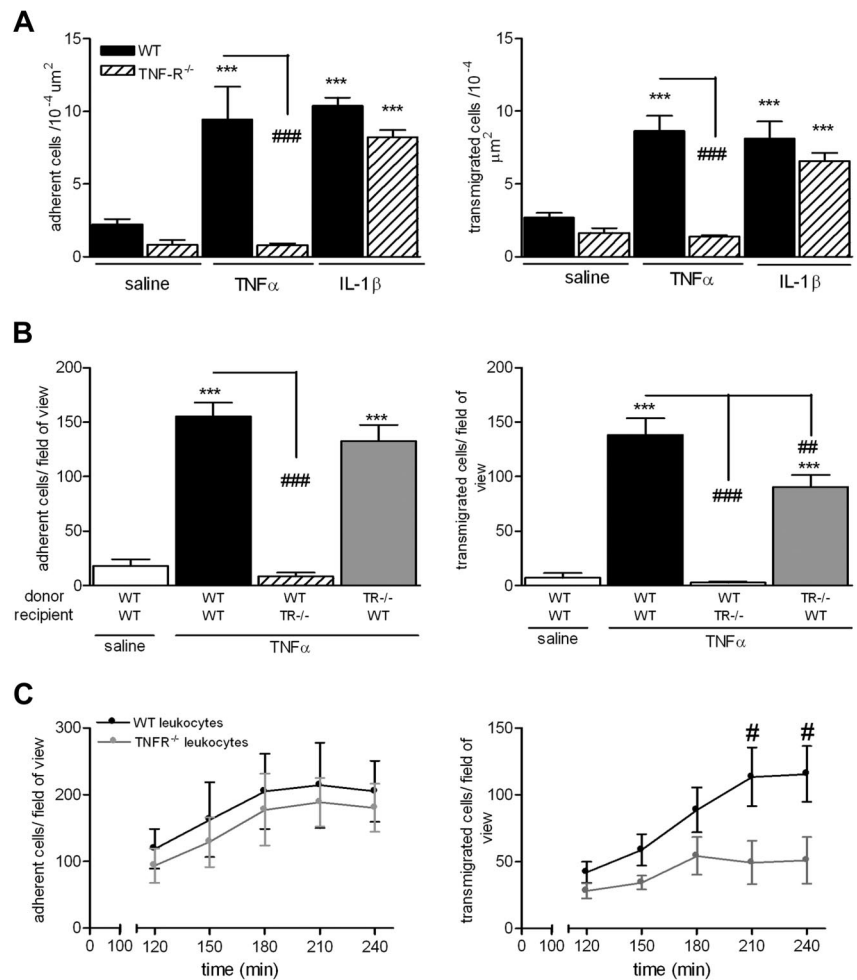 A
adherent cells /10⁻⁴ um²
15
10
5
0
WT
TNF-R⁻/⁻
***
###
***
***
saline
TNFα
IL-1β
transmigrated cells /10⁻⁴
μm²
15
10
5
0
***
###
***
***
saline
TNFα
IL-1β
B
adherent cells/ field of view
200
150
100
50
0
***
###
***
donor WT WT WT TR-/-
recipient WT WT TR-/- WT
saline
TNFα
transmigrated cells/ field of
view
200
150
100
50
0
***
###
##
***
WT WT WT TR-/-
WT WT TR-/- WT
saline
TNFα
C
adherent cells/ field of view
300
200
100
0
WT leukocytes
TNFR⁻/⁻ leukocytes
0 100 120 150 180 210 240
time (min)
transmigrated cells/ field of
view
150
100
50
0
# #
0 100 120 150 180 210 240
time (min)